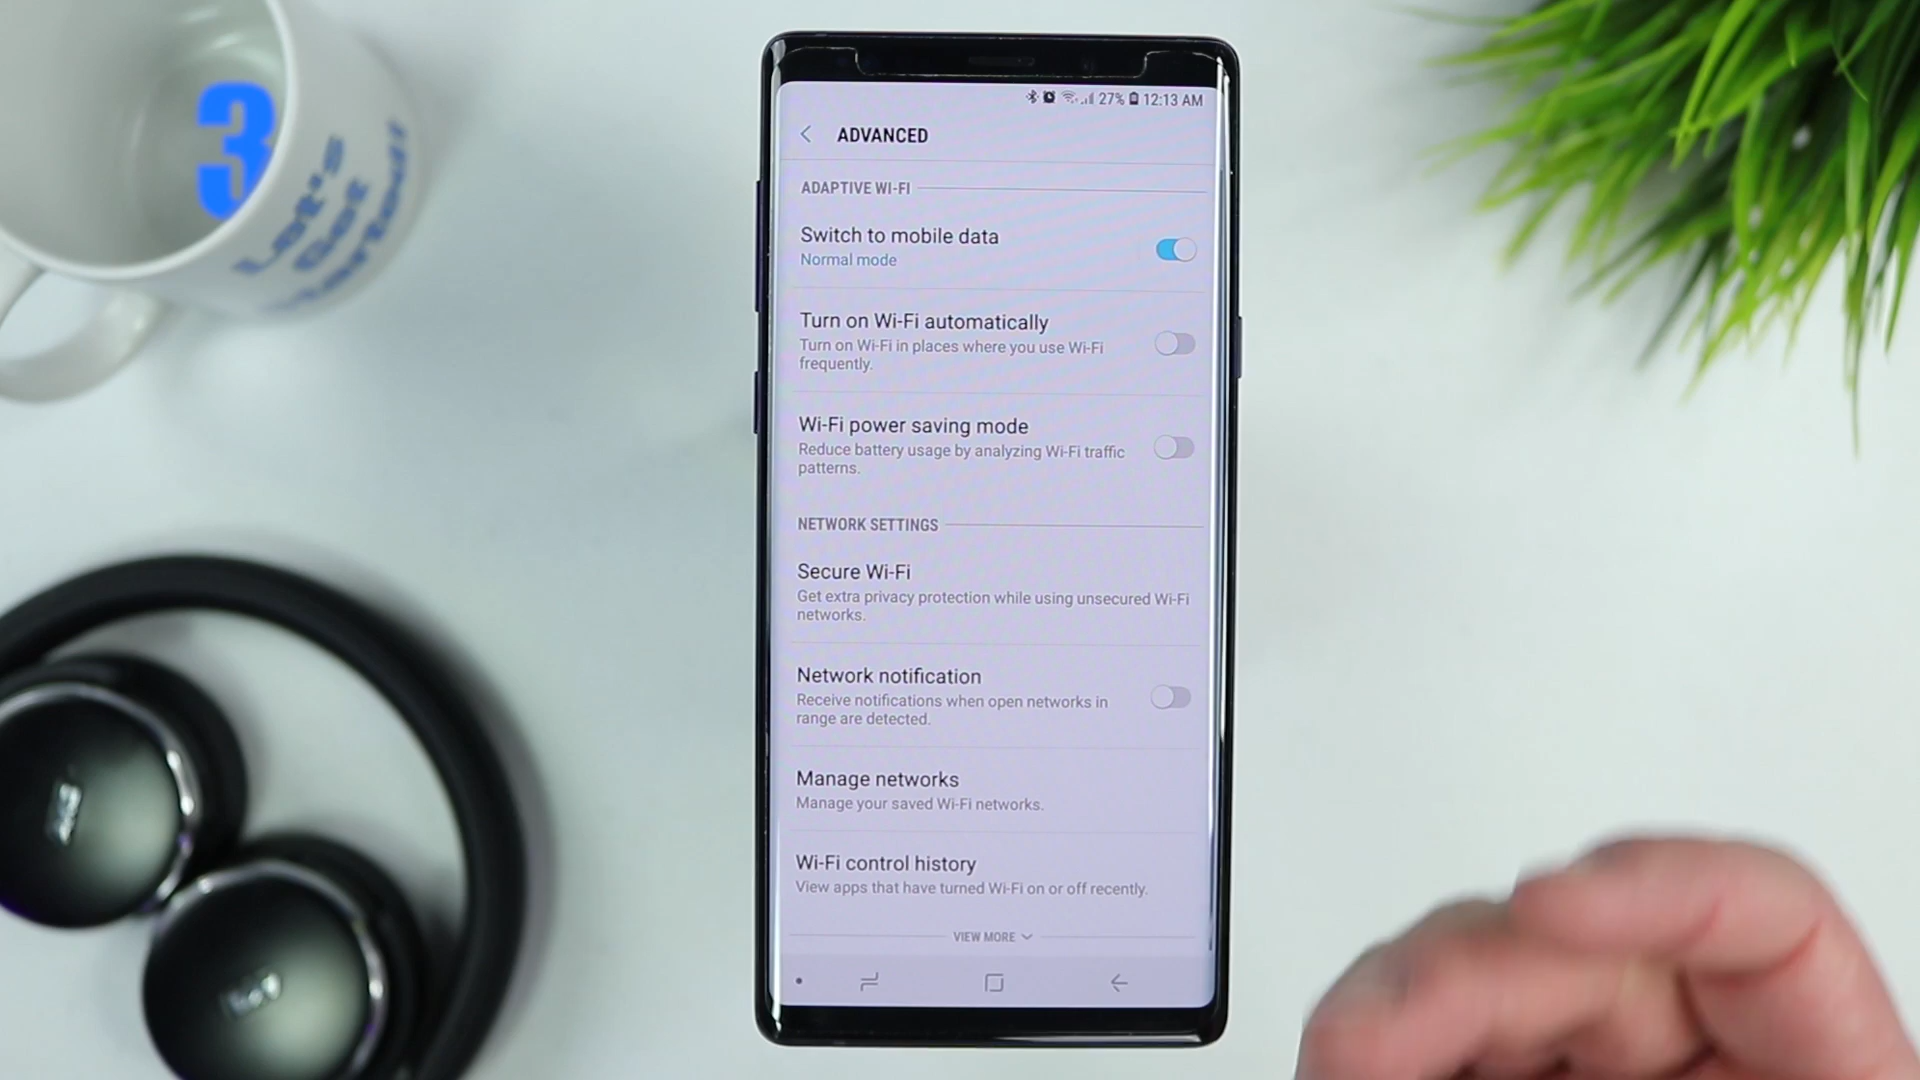 3
Let's
Get
Started!
27% 12:13 AM
ADVANCED
ADAPTIVE WI-FI
Switch to mobile data
Normal mode
Turn on Wi-Fi automatically
Turn on Wi-Fi in places where you use Wi-Fi
frequently.
Wi-Fi power saving mode
Reduce battery usage by analyzing Wi-Fi traffic
patterns.
NETWORK SETTINGS
Secure Wi-Fi
Get extra privacy protection while using unsecured Wi-Fi
networks.
Network notification
Receive notifications when open networks in
range are detected.
Manage networks
Manage your saved Wi-Fi networks.
Wi-Fi control history
View apps that have turned Wi-Fi on or off recently.
VIEW MORE